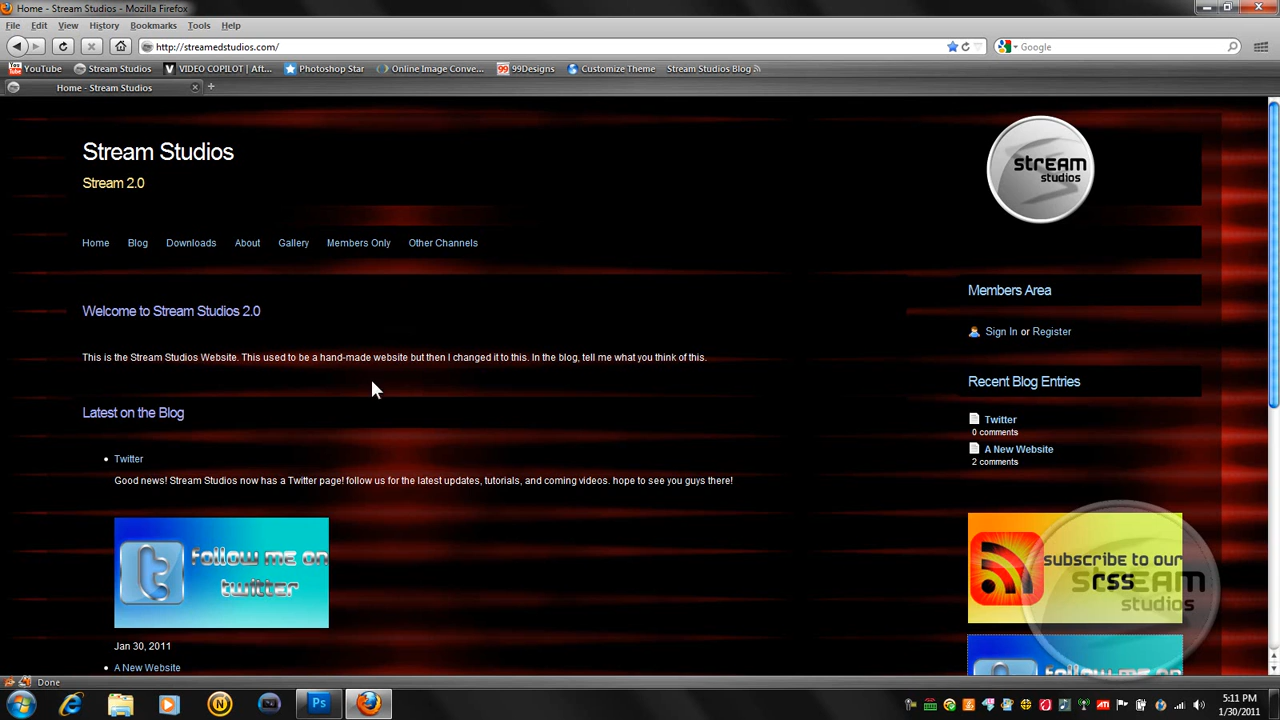 Home - Stream Studios - Mozilla Firefox
File Edit View History Bookmarks Tools Help
http://streamedstudios.com/
Google
YouTube Stream Studios VIDEO COPILOT | Aft... Photoshop Star Online Image Conve... 99Designs Customize Theme Stream Studios Blog
Home - Stream Studios
Stream Studios
Stream 2.0
stream
studios
Home Blog Downloads About Gallery Members Only Other Channels
Members Area
Welcome to Stream Studios 2.0
Sign In or Register
This is the Stream Studios Website. This used to be a hand-made website but then I changed it to this. In the blog, tell me what you think of this.
Recent Blog Entries
Latest on the Blog
Twitter
0 comments
A New Website
2 comments
Twitter
Good news! Stream Studios now has a Twitter page! follow us for the latest updates, tutorials, and coming videos. hope to see you guys there!
follow me on
twitter
subscribe to our
rss
stream
studios
Jan 30, 2011
A New Website
follow me on
Done
5:11 PM
1/30/2011